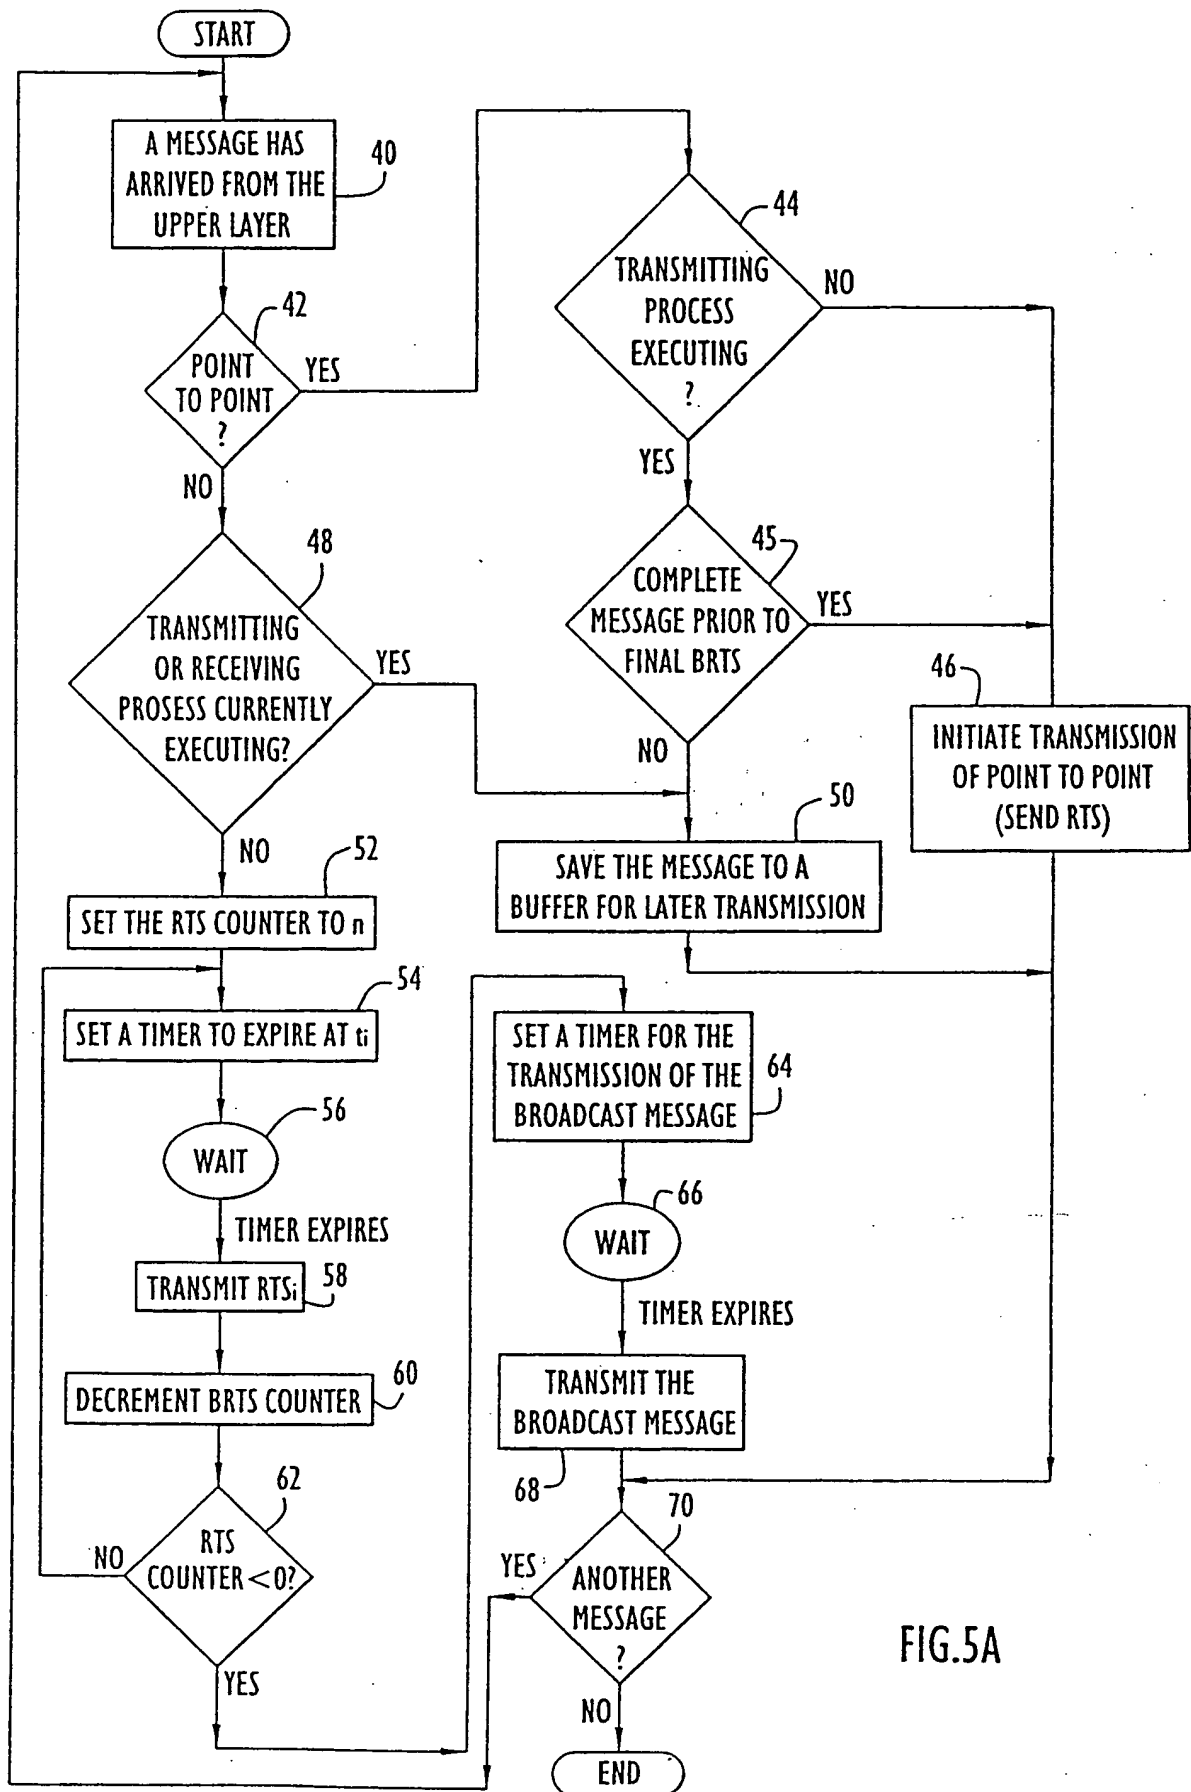 START
A MESSAGE HAS
ARRIVED FROM THE
UPPER LAYER
40
42
POINT
TO POINT
?
YES
NO
44
TRANSMITTING
PROCESS
EXECUTING
?
NO
YES
45
COMPLETE
MESSAGE PRIOR TO
FINAL BRTS
YES
NO
46
INITIATE TRANSMISSION
OF POINT TO POINT
(SEND RTS)
48
TRANSMITTING
OR RECEIVING
PROSESS CURRENTLY
EXECUTING?
YES
NO
50
SAVE THE MESSAGE TO A
BUFFER FOR LATER TRANSMISSION
52
SET THE RTS COUNTER TO n
54
SET A TIMER TO EXPIRE AT ti
56
WAIT
TIMER EXPIRES
TRANSMIT RTSi
58
60
DECREMENT BRTS COUNTER
62
RTS
COUNTER <0?
NO
YES
SET A TIMER FOR THE
TRANSMISSION OF THE
BROADCAST MESSAGE
64
66
WAIT
TIMER EXPIRES
TRANSMIT THE
BROADCAST MESSAGE
68
70
ANOTHER
MESSAGE
?
YES
NO
END
FIG.5A